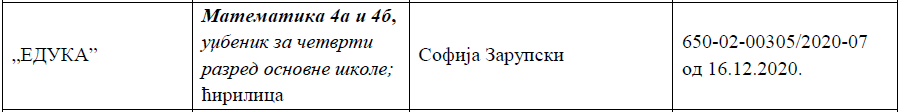 „ЕДУКА”
Математика 4а и 4б,
уџбеник за четврти
разред основне школе;
ћирилица
Софија Зарупски
650-02-00305/2020-07
од 16.12.2020.